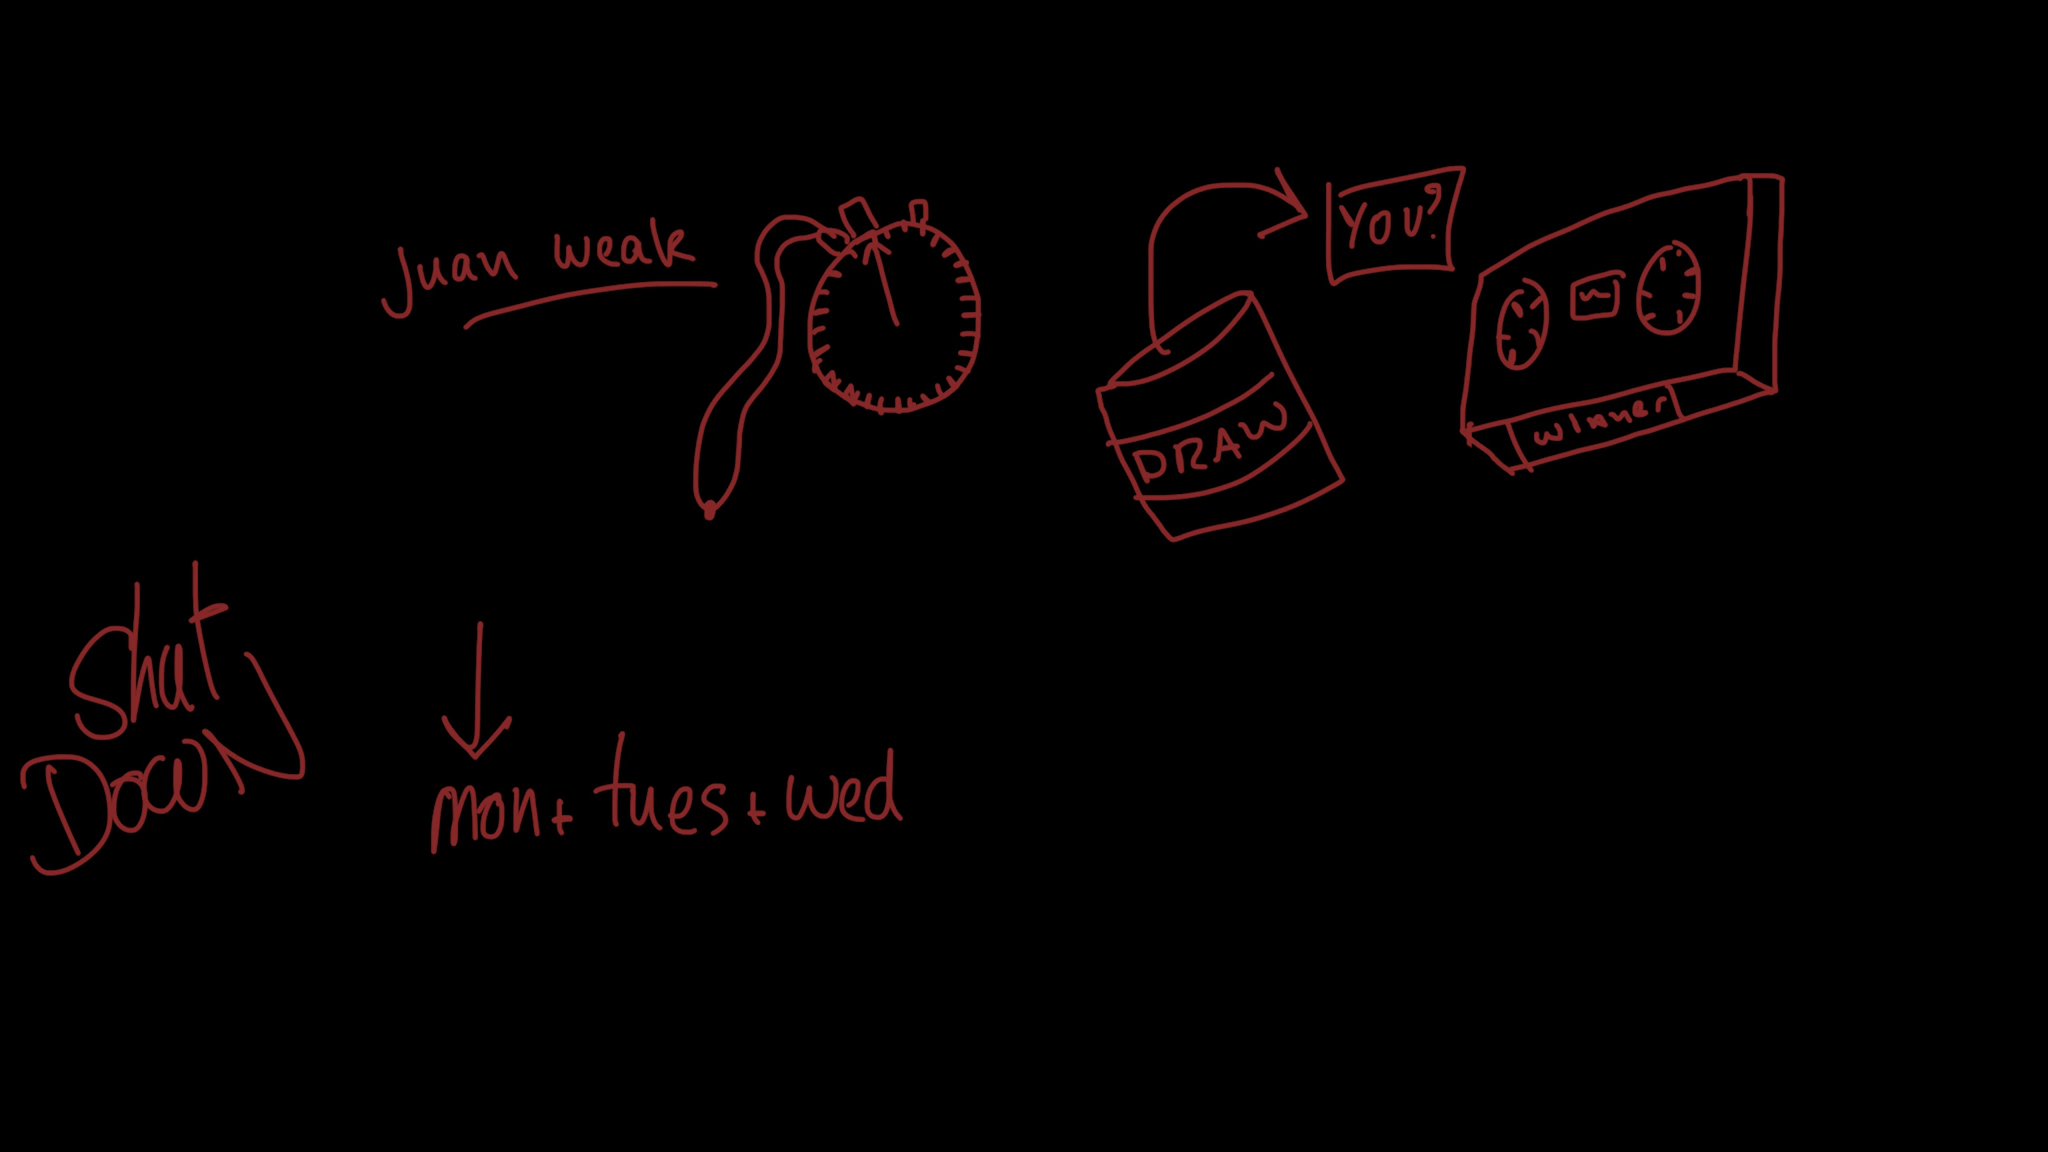 Juan weak
YOU?
DRAW
winner
Shut
DOWN
mon + tues + wed